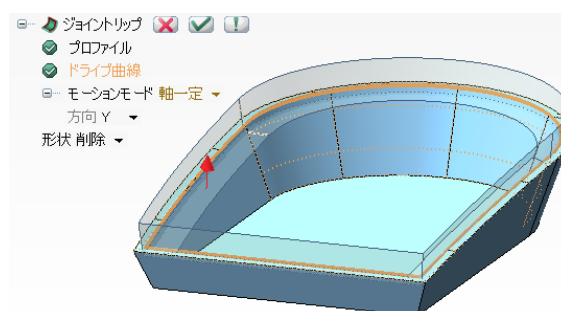 ジョイントリップ
プロファイル
ドライブ曲線
モーションモード 軸一定
方向 Y
形状 削除